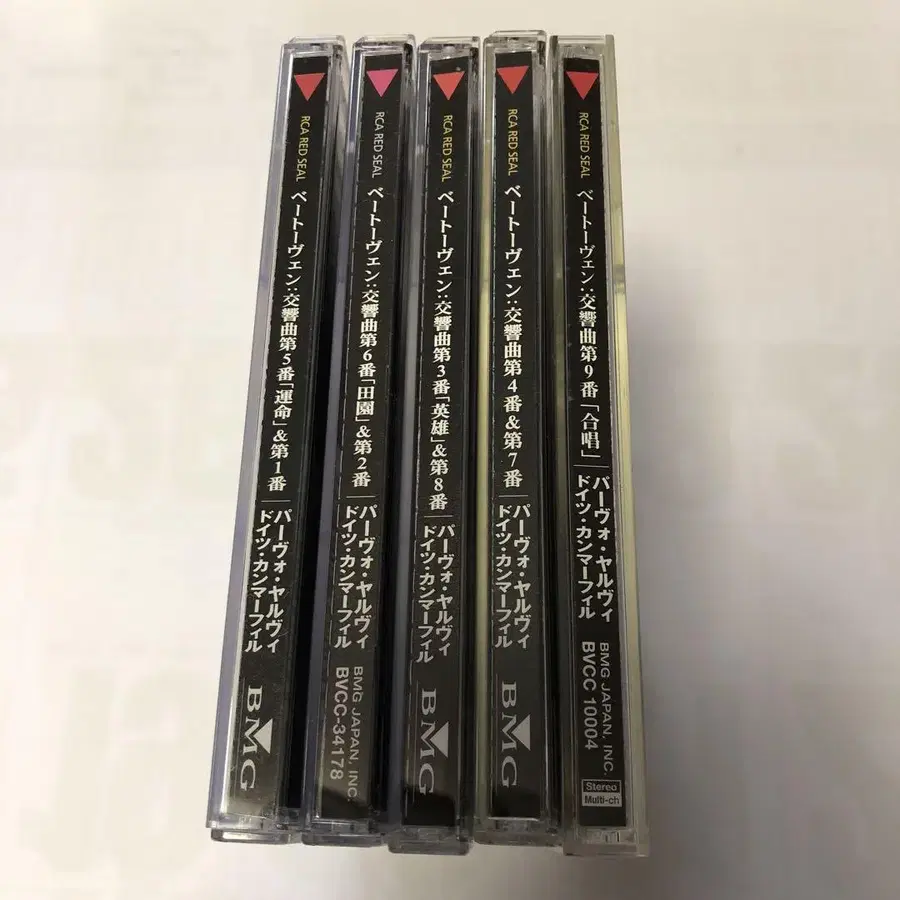 RCA RED SEAL
ベートーヴェン:交響曲第5番「運命」&第1番
パーヴォ・ヤルヴィ
ドイツ・カンマーフィル
BMG
RCA RED SEAL
ベートーヴェン:交響曲第6番「田園」&第2番
パーヴォ・ヤルヴィ
ドイツ・カンマーフィル
BMG JAPAN, INC.
BVCC-34178
RCA RED SEAL
ベートーヴェン:交響曲第3番「英雄」&第8番
パーヴォ・ヤルヴィ
ドイツ・カンマーフィル
BMG
RCA RED SEAL
ベートーヴェン:交響曲第4番&第7番
パーヴォ・ヤルヴィ
ドイツ・カンマーフィル
BMG
RCA RED SEAL
ベートーヴェン:交響曲第9番「合唱」
パーヴォ・ヤルヴィ
ドイツ・カンマーフィル
BMG JAPAN, INC.
BVCC 10004
Stereo
Multi-ch